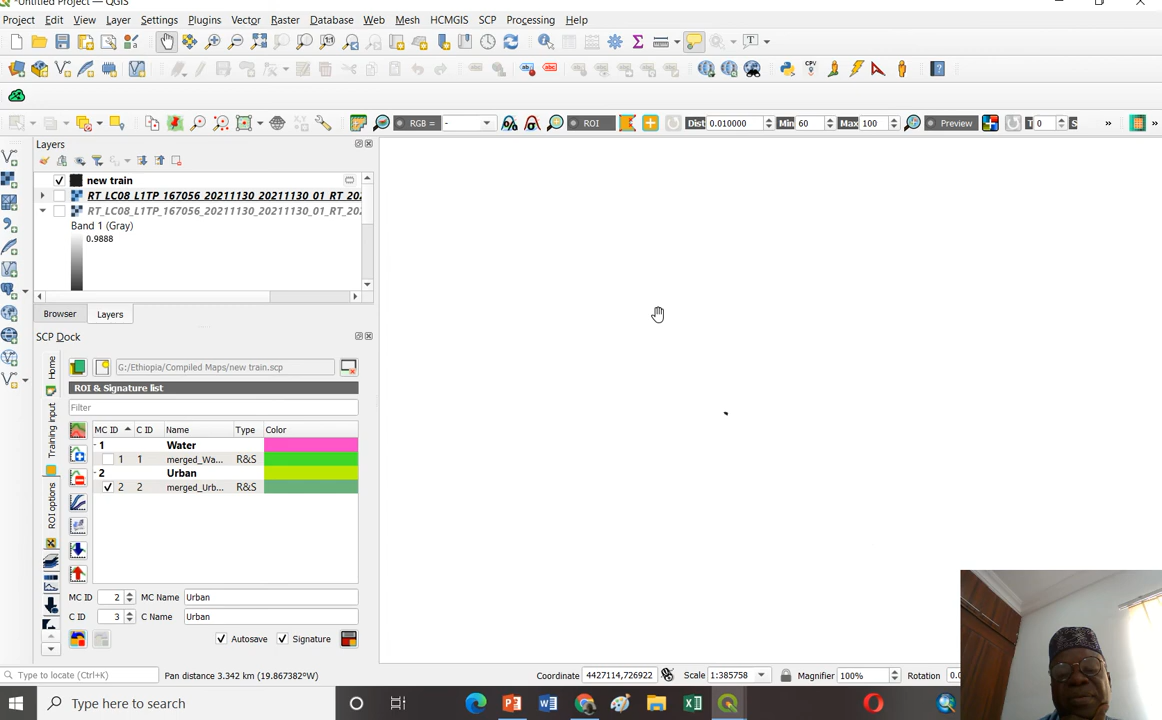 *Untitled Project — QGIS
Project Edit View Layer Settings Plugins Vector Raster Database Web Mesh HCMGIS SCP Processing Help
RGB = - ROI Dist 0.010000 Min 60 Max 100 Preview T 0 S
Layers
new train
RT_LC08_L1TP_167056_20211130_20211130_01_RT_202
RT_LC08_L1TP_167056_20211130_20211130_01_RT_202
Band 1 (Gray)
0.9888
Browser Layers
SCP Dock
Home
Training input
ROI options
G:/Ethiopia/Compiled Maps/new train.scp
ROI & Signature list
Filter
MC ID C ID Name Type Color
1 Water
1 1 merged_Wa... R&S
2 Urban
2 2 merged_Urb... R&S
MC ID 2 MC Name Urban
C ID 3 C Name Urban
Autosave Signature
Type to locate (Ctrl+K) Pan distance 3.342 km (19.867382°W) Coordinate 4427114,726922 Scale 1:385758 Magnifier 100% Rotation 0.0
Type here to search